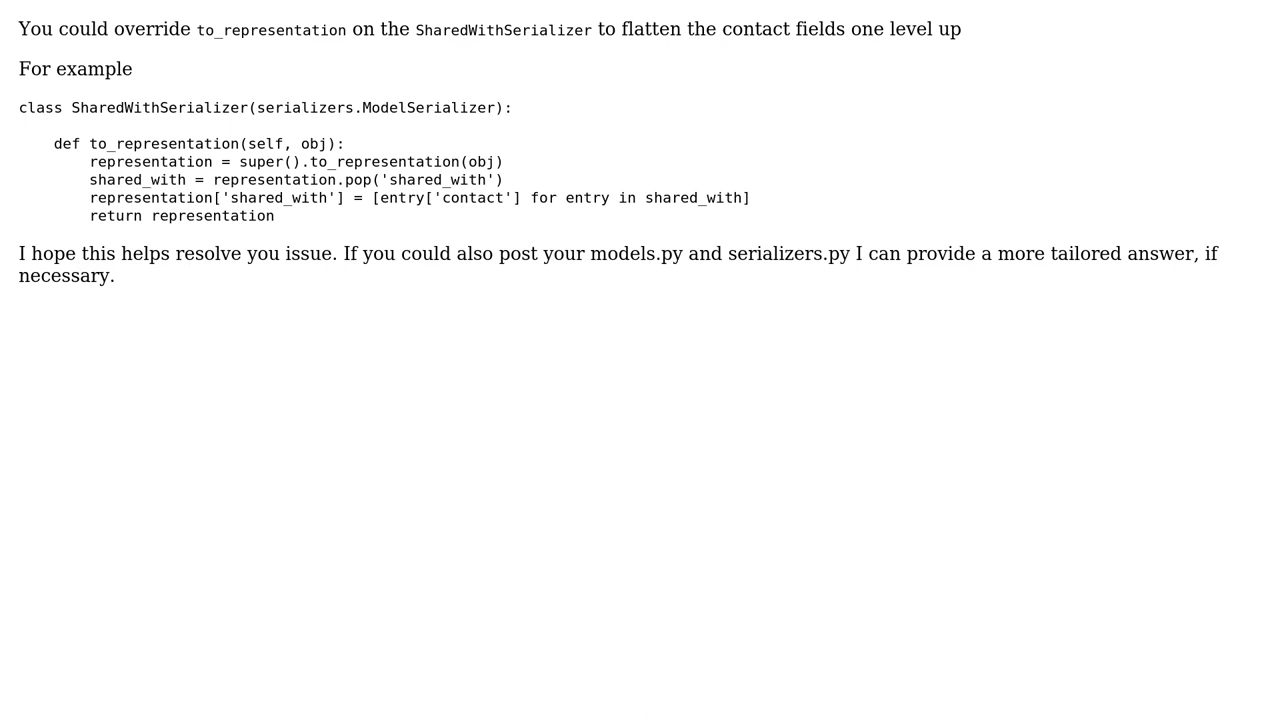 You could override to_representation on the SharedWithSerializer to flatten the contact fields one level up
For example
class SharedWithSerializer(serializers.ModelSerializer):
    def to_representation(self, obj):
        representation = super().to_representation(obj)
        shared_with = representation.pop('shared_with')
        representation['shared_with'] = [entry['contact'] for entry in shared_with]
        return representation
I hope this helps resolve you issue. If you could also post your models.py and serializers.py I can provide a more tailored answer, if
necessary.